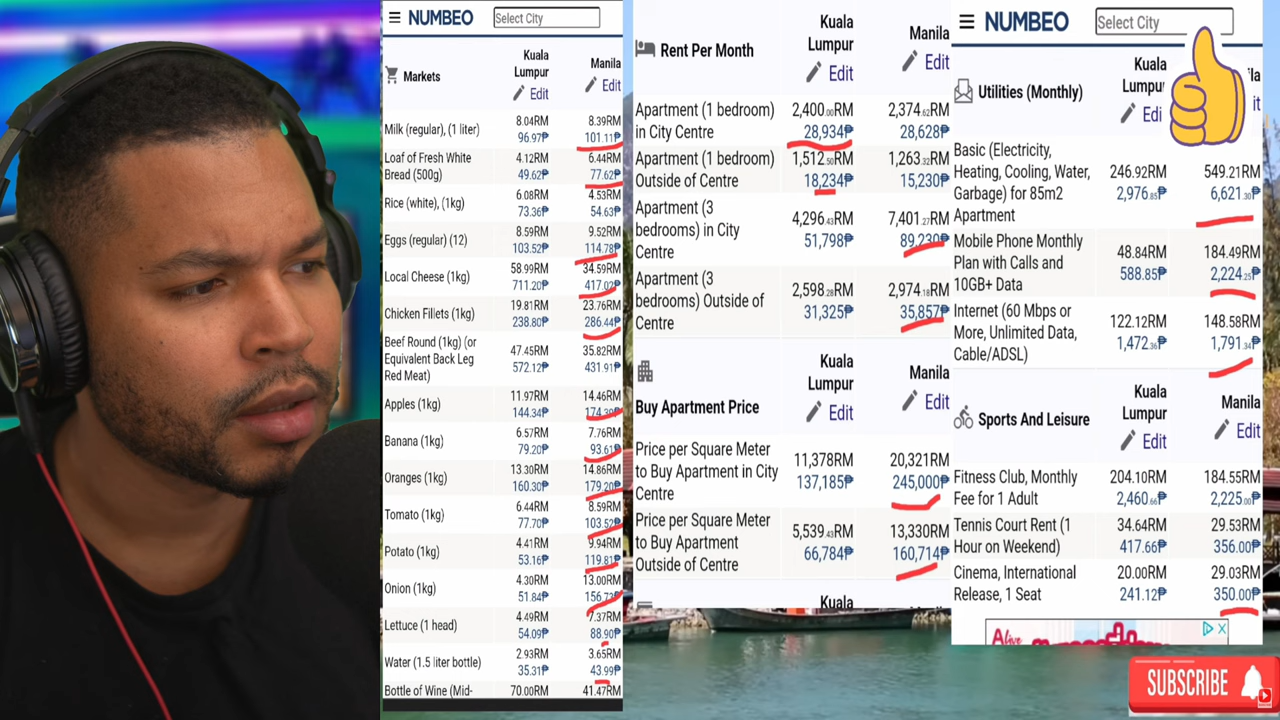 NUMBEO
Select City
Markets
Kuala
Lumpur
Edit
Manila
Edit
Milk (regular), (1 liter)
8.04RM
96.97₱
8.39RM
101.11₱
Loaf of Fresh White
Bread (500g)
4.12RM
49.62₱
6.44RM
77.62₱
Rice (white), (1kg)
6.08RM
73.36₱
4.53RM
54.63₱
Eggs (regular) (12)
8.59RM
103.52₱
9.52RM
114.78₱
Local Cheese (1kg)
58.99RM
711.20₱
34.59RM
417.02₱
Chicken Fillets (1kg)
19.81RM
238.80₱
23.76RM
286.44₱
Beef Round (1kg) (or
Equivalent Back Leg
Red Meat)
47.45RM
572.12₱
35.82RM
431.91₱
Apples (1kg)
11.97RM
144.34₱
14.46RM
174.39₱
Banana (1kg)
6.57RM
79.20₱
7.76RM
93.61₱
Oranges (1kg)
13.30RM
160.30₱
14.86RM
179.20₱
Tomato (1kg)
6.44RM
77.70₱
8.59RM
103.52₱
Potato (1kg)
4.41RM
53.16₱
9.94RM
119.81₱
Onion (1kg)
4.30RM
51.84₱
13.00RM
156.73₱
Lettuce (1 head)
4.49RM
54.09₱
7.37RM
88.90₱
Water (1.5 liter bottle)
2.93RM
35.31₱
3.65RM
43.99₱
Bottle of Wine (Mid-
70.00RM
41.47RM
Rent Per Month
Kuala
Lumpur
Edit
Manila
Edit
Apartment (1 bedroom)
in City Centre
2,400.00RM
28,934₱
2,374.62RM
28,628₱
Apartment (1 bedroom)
Outside of Centre
1,512.50RM
18,234₱
1,263.32RM
15,230₱
Apartment (3
bedrooms) in City
Centre
4,296.43RM
51,798₱
7,401.27RM
89,230₱
Apartment (3
bedrooms) Outside of
Centre
2,598.28RM
31,325₱
2,974.18RM
35,857₱
Buy Apartment Price
Kuala
Lumpur
Edit
Manila
Edit
Price per Square Meter
to Buy Apartment in City
Centre
11,378RM
137,185₱
20,321RM
245,000₱
Price per Square Meter
to Buy Apartment
Outside of Centre
5,539.43RM
66,784₱
13,330RM
160,714₱
Kuala
NUMBEO
Select City
Utilities (Monthly)
Kuala
Lumpu
Edi
ila
it
Basic (Electricity,
Heating, Cooling, Water,
Garbage) for 85m2
Apartment
246.92RM
2,976.85₱
549.21RM
6,621.30₱
Mobile Phone Monthly
Plan with Calls and
10GB+ Data
48.84RM
588.85₱
184.49RM
2,224.25₱
Internet (60 Mbps or
More, Unlimited Data,
Cable/ADSL)
122.12RM
1,472.36₱
148.58RM
1,791.34₱
Sports And Leisure
Kuala
Lumpur
Edit
Manila
Edit
Fitness Club, Monthly
Fee for 1 Adult
204.10RM
2,460.66₱
184.55RM
2,225.00₱
Tennis Court Rent (1
Hour on Weekend)
34.64RM
417.66₱
29.53RM
356.00₱
Cinema, International
Release, 1 Seat
20.00RM
241.12₱
29.03RM
350.00₱
Alive
SUBSCRIBE